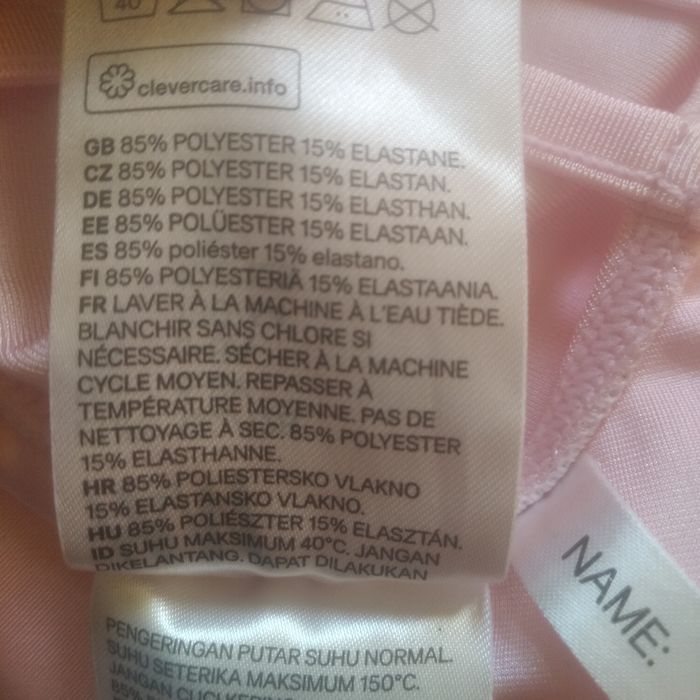 40
clevercare.info
GB 85% POLYESTER 15% ELASTANE.
CZ 85% POLYESTER 15% ELASTAN.
DE 85% POLYESTER 15% ELASTHAN.
EE 85% POLÜESTER 15% ELASTAAN.
ES 85% poliéster 15% elastano.
FI 85% POLYESTERIÄ 15% ELASTAANIA.
FR LAVER À LA MACHINE À L'EAU TIÈDE.
BLANCHIR SANS CHLORE SI
NÉCESSAIRE. SÉCHER À LA MACHINE
CYCLE MOYEN. REPASSER À
TEMPÉRATURE MOYENNE. PAS DE
NETTOYAGE À SEC. 85% POLYESTER
15% ELASTHANNE.
HR 85% POLIESTERSKO VLAKNO
15% ELASTANSKO VLAKNO.
HU 85% POLIÉSZTER 15% ELASZTÁN.
ID SUHU MAKSIMUM 40°C. JANGAN
DIKELANTANG. DAPAT DILAKUKAN
PENGERINGAN PUTAR SUHU NORMAL.
SUHU SETERIKA MAKSIMUM 150°C.
NAME: